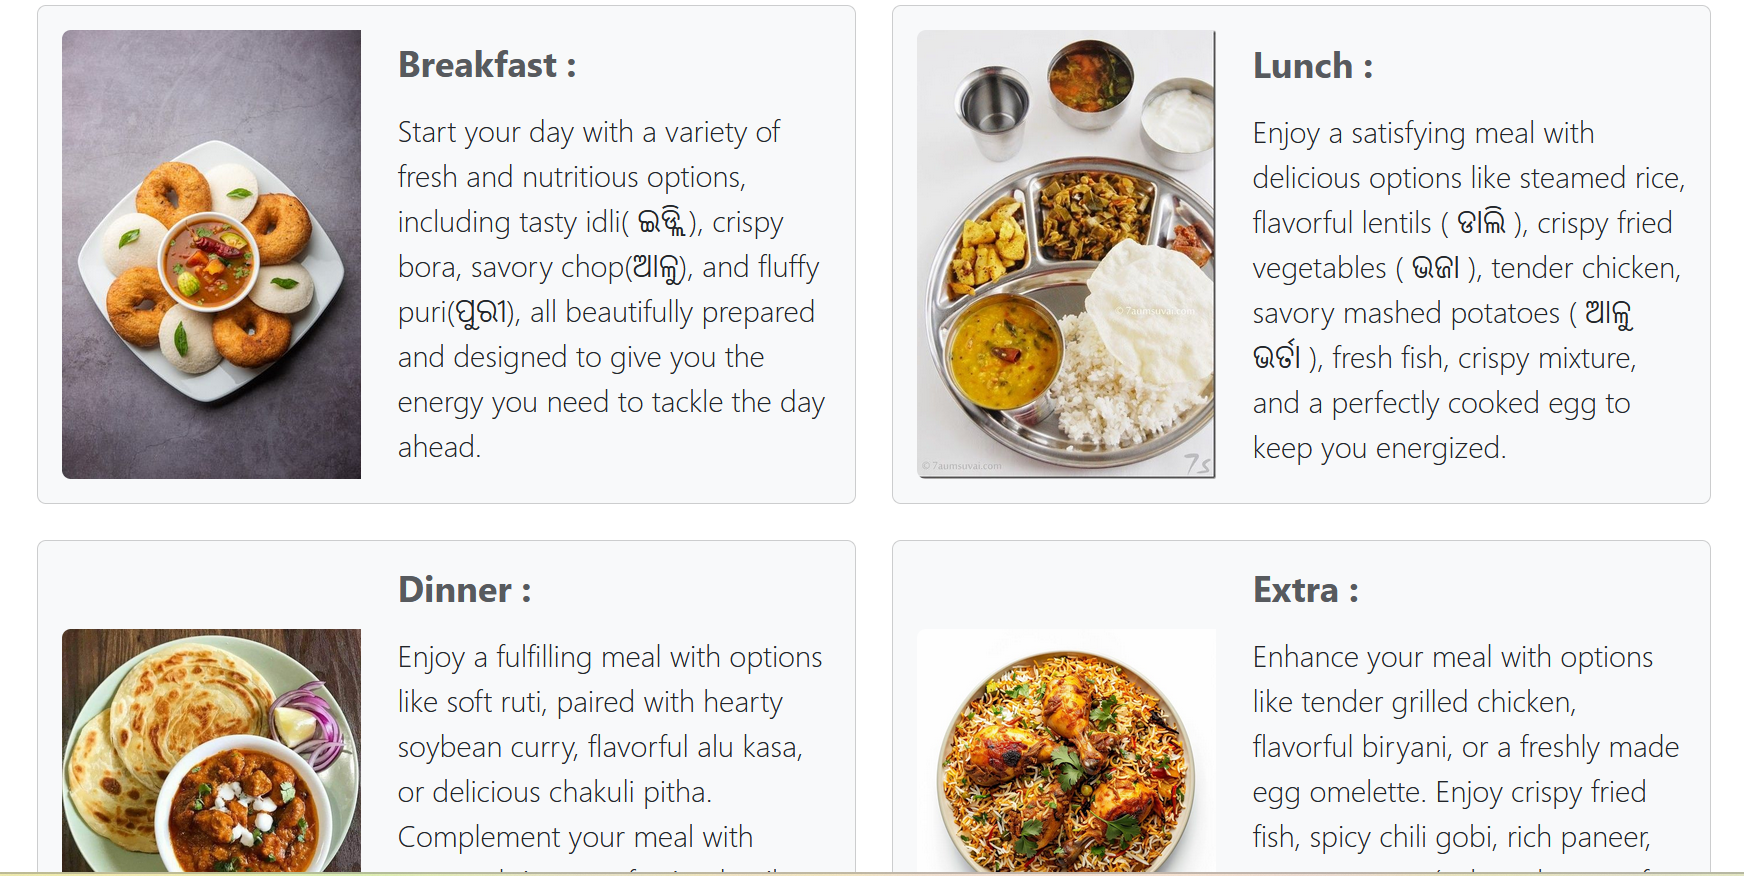 Breakfast :
Start your day with a variety of
fresh and nutritious options,
including tasty idli( ଇଡ୍ଲି ), crispy
bora, savory chop(ଆଳୁ), and fluffy
puri(ପୁରୀ), all beautifully prepared
and designed to give you the
energy you need to tackle the day
ahead.
Lunch :
Enjoy a satisfying meal with
delicious options like steamed rice,
flavorful lentils ( ଡାଲି ), crispy fried
vegetables ( ଭଜା ), tender chicken,
savory mashed potatoes ( ଆଳୁ
ଭର୍ତା ), fresh fish, crispy mixture,
and a perfectly cooked egg to
keep you energized.
© 7aumsuvai.com
© 7aumsuvai.com
7s
Dinner :
Enjoy a fulfilling meal with options
like soft ruti, paired with hearty
soybean curry, flavorful alu kasa,
or delicious chakuli pitha.
Complement your meal with
Extra :
Enhance your meal with options
like tender grilled chicken,
flavorful biryani, or a freshly made
egg omelette. Enjoy crispy fried
fish, spicy chili gobi, rich paneer,